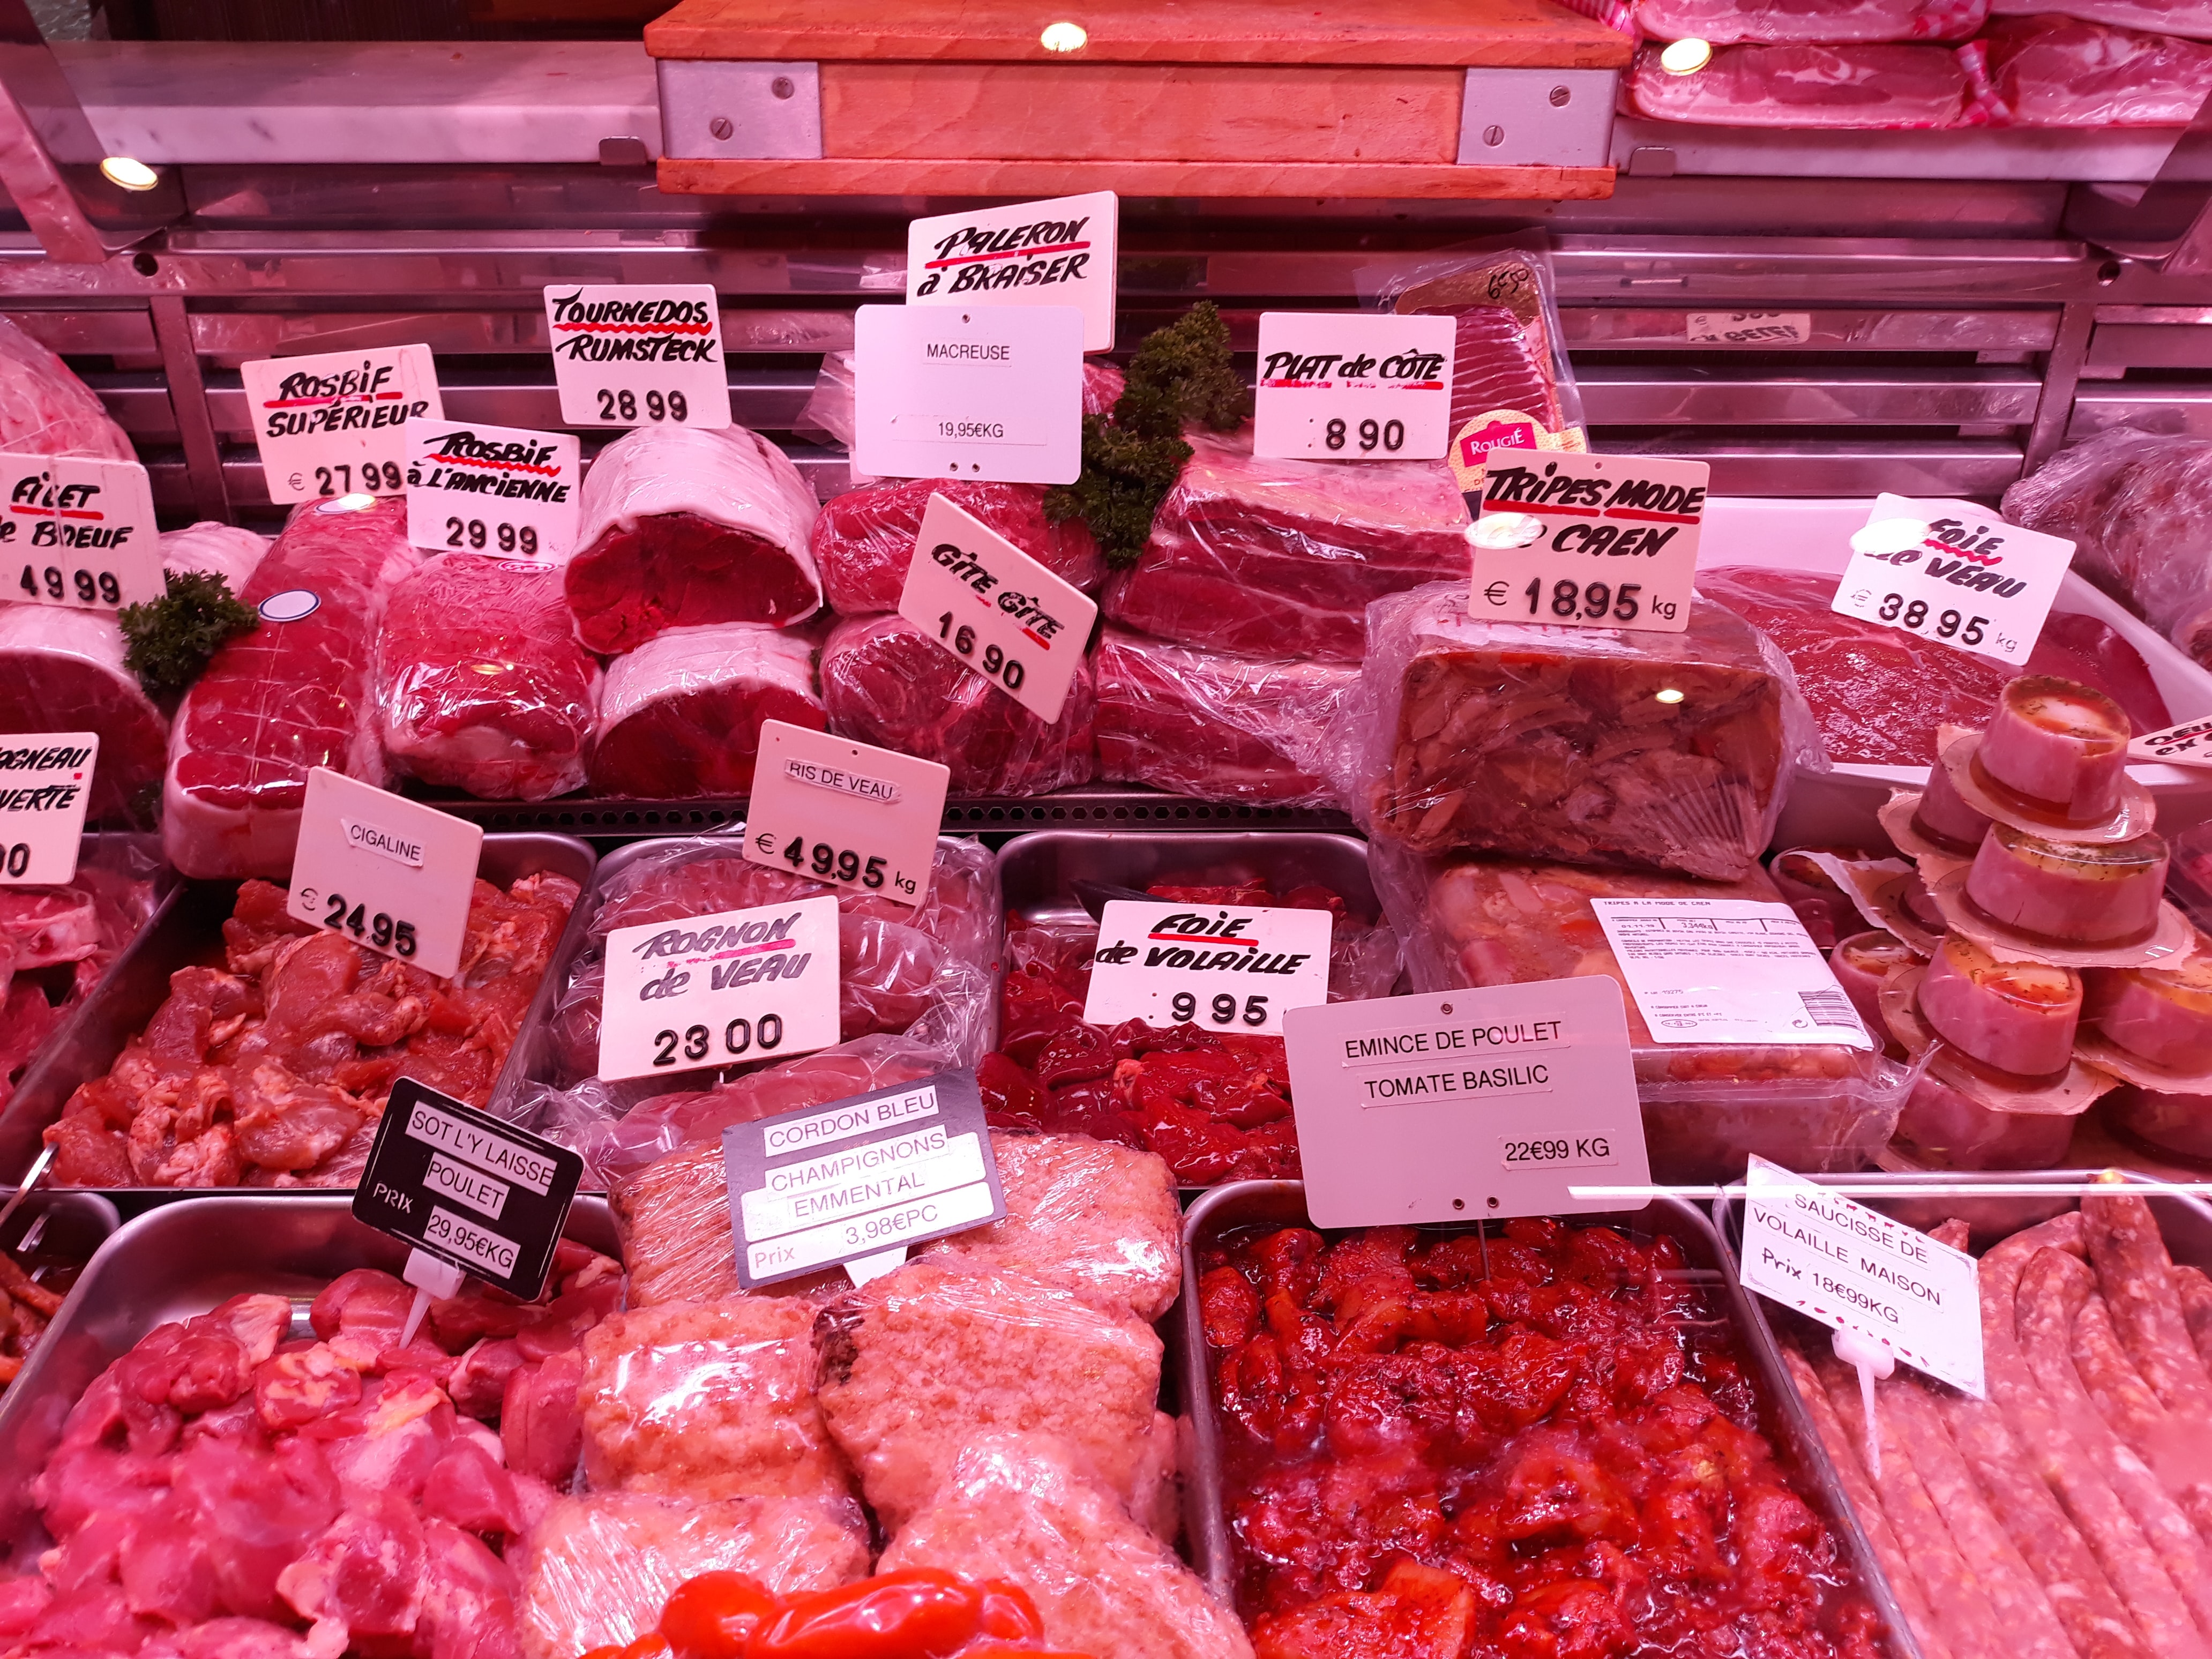 PALERON
à BRAISER
TOURNEDOS
RUMSTECK
28 99
MACREUSE
19,95€KG
PLAT de CÔTE
8 90
ROUGIÉ
ROSBIF
SUPÉRIEUR
€ 27 99
ROSBIF
à L'ANCIENNE
29 99
FILET
de BOEUF
49 99
GÎTE GÎTE
16 90
TRIPES MODE
CAEN
€ 18,95 kg
FOIE
de VEAU
€ 38,95 kg
VERTE
CIGALINE
€ 24,95
RIS DE VEAU
€ 49,95 kg
ROGNON
de VEAU
23 00
FOIE
de VOLAILLE
9 95
TRIPES A LA MODE DE CAEN
EMINCE DE POULET
TOMATE BASILIC
22€99 KG
SOT L'Y LAISSE
POULET
PRIX
29,95€KG
CORDON BLEU
CHAMPIGNONS
EMMENTAL
Prix 3,98€PC
SAUCISSE DE
VOLAILLE MAISON
Prix 18€99KG